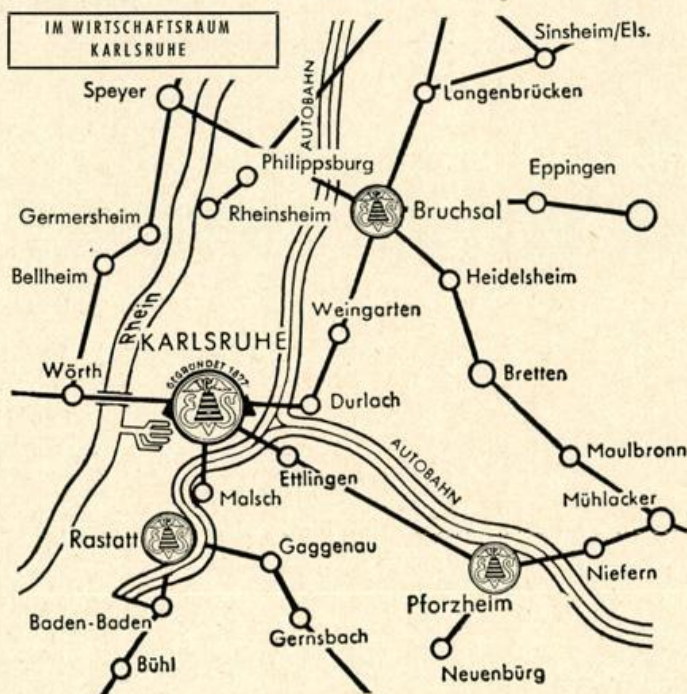 IM WIRTSCHAFTSRAUM
KARLSRUHE
Sinsheim/Els.
Speyer
Langenbrücken
AUTOBAHN
Philippsburg
Eppingen
Rheinsheim
Bruchsal
Germersheim
Bellheim
Heidelsheim
Rhein
Weingarten
KARLSRUHE
GEGRÜNDET 1877
Wörth
Bretten
Durlach
Maulbronn
AUTOBAHN
Ettlingen
Malsch
Mühlacker
Rastatt
Gaggenau
Niefern
Pforzheim
Baden-Baden
Gernsbach
Bühl
Neuenbürg